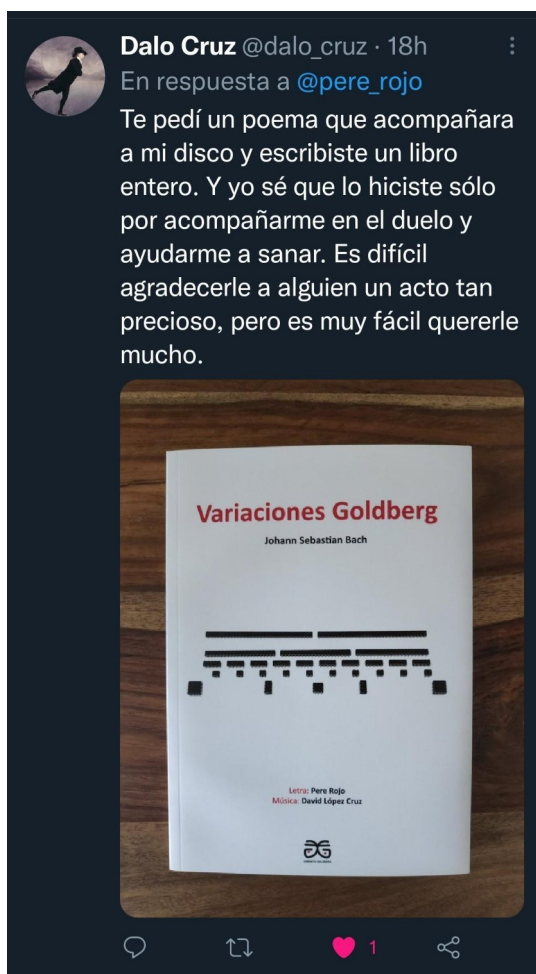 Dalo Cruz @dalo_cruz · 18h
En respuesta a @pere_rojo
Te pedí un poema que acompañara
a mi disco y escribiste un libro
entero. Y yo sé que lo hiciste sólo
por acompañarme en el duelo y
ayudarme a sanar. Es difícil
agradecerle a alguien un acto tan
precioso, pero es muy fácil quererle
mucho.
Variaciones Goldberg
Johann Sebastian Bach
Letra: Pere Rojo
Música: David López Cruz
1